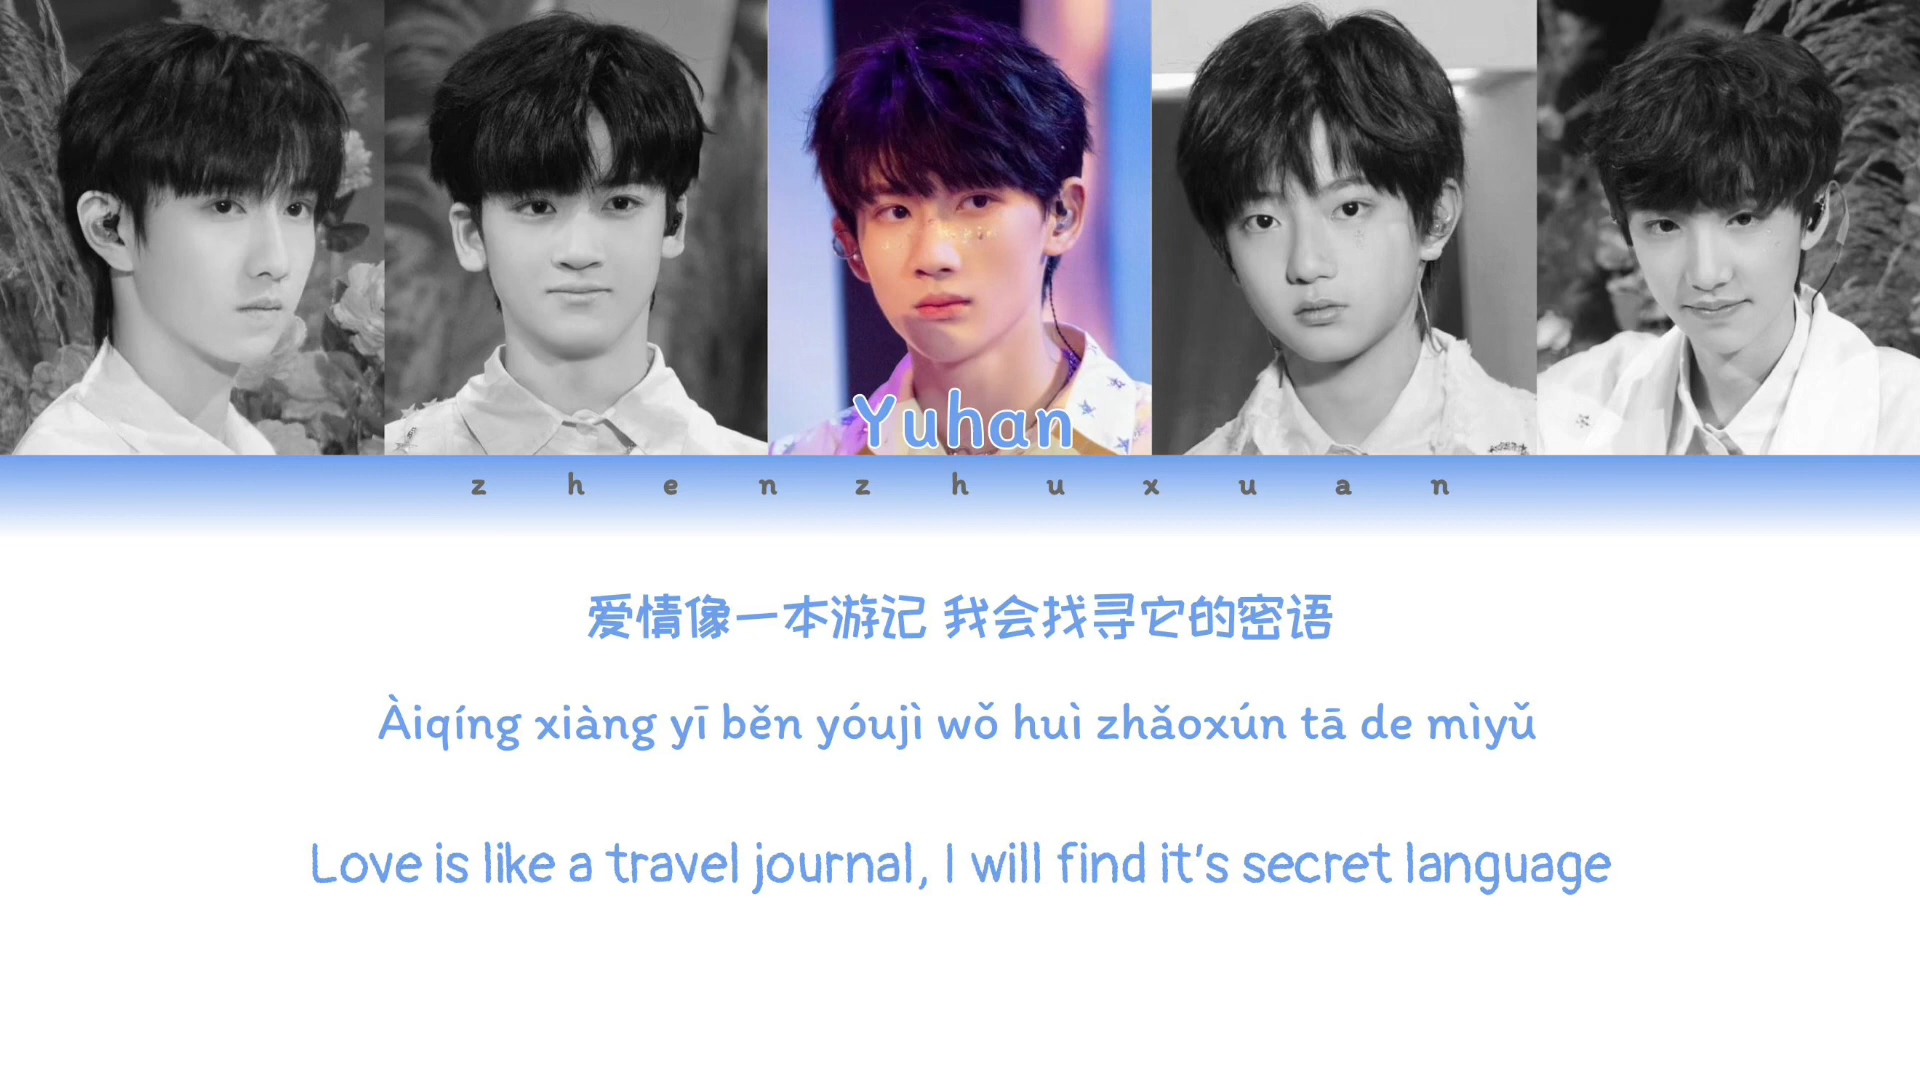 Yuhan
zhenzhuxuan
爱情像一本游记 我会找寻它的密语
Àiqíng xiàng yī běn yóujì wǒ huì zhǎoxún tā de mìyǔ
Love is like a travel journal, I will find it's secret language